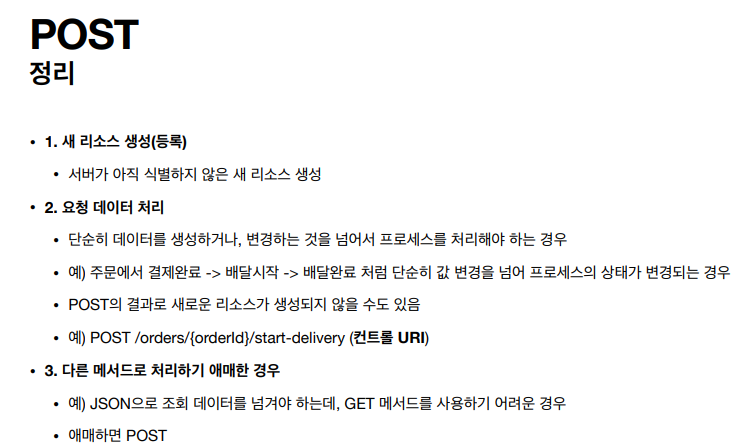 POST
정리
• 1. 새 리소스 생성(등록)
• 서버가 아직 식별하지 않은 새 리소스 생성
• 2. 요청 데이터 처리
• 단순히 데이터를 생성하거나, 변경하는 것을 넘어서 프로세스를 처리해야 하는 경우
• 예) 주문에서 결제완료 -> 배달시작 -> 배달완료 처럼 단순히 값 변경을 넘어 프로세스의 상태가 변경되는 경우
• POST의 결과로 새로운 리소스가 생성되지 않을 수도 있음
• 예) POST /orders/{orderId}/start-delivery (컨트롤 URI)
• 3. 다른 메서드로 처리하기 애매한 경우
• 예) JSON으로 조회 데이터를 넘겨야 하는데, GET 메서드를 사용하기 어려운 경우
• 애매하면 POST